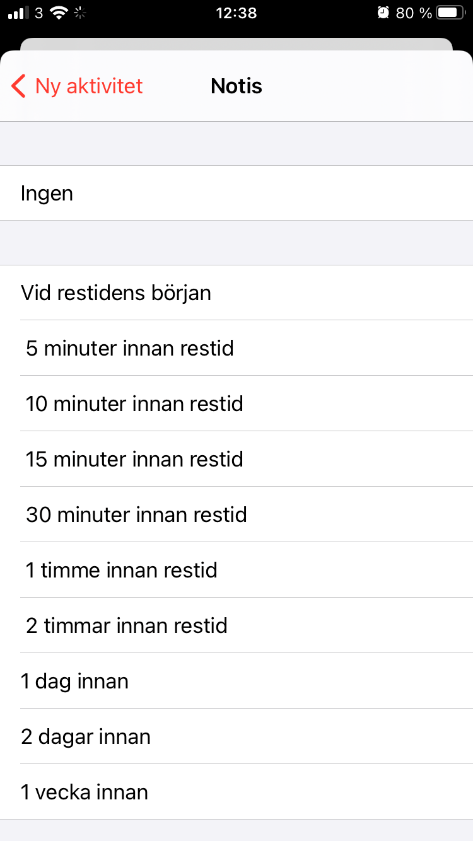 3 12:38 80 %
Ny aktivitet Notis
Ingen
Vid restidens början
5 minuter innan restid
10 minuter innan restid
15 minuter innan restid
30 minuter innan restid
1 timme innan restid
2 timmar innan restid
1 dag innan
2 dagar innan
1 vecka innan